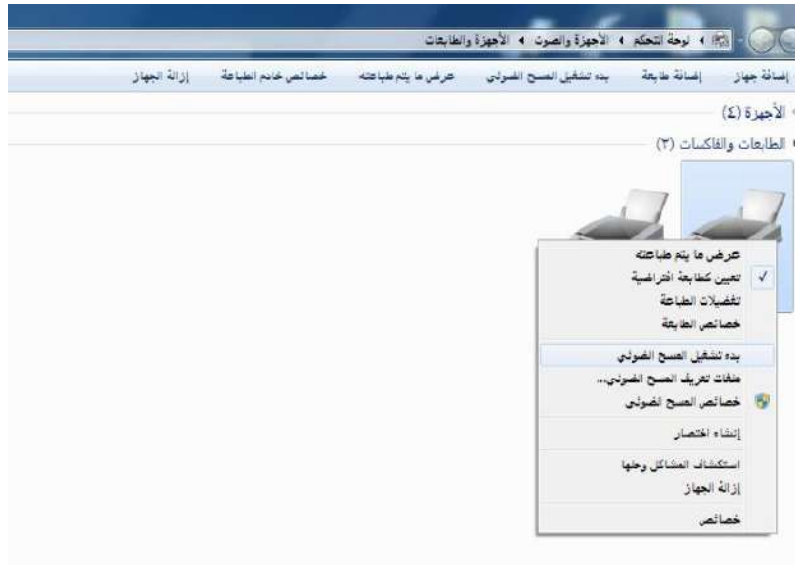 لوحة التحكم ‹ الأجهزة والصوت ‹ الأجهزة والطابعات
إضافة جهاز إضافة طابعة بدء تشغيل المسح الضوئي عرض ما يتم طباعته خصائص خادم الطباعة إزالة الجهاز
الأجهزة (٤)
الطابعات والفاكسات (٣)
عرض ما يتم طباعته
تعيين كطابعة افتراضية
تفضيلات الطباعة
خصائص الطابعة
بدء تشغيل المسح الضوئي
ملفات تعريف المسح الضوئي...
خصائص المسح الضوئي
إنشاء اختصار
استكشاف المشاكل وحلها
إزالة الجهاز
خصائص